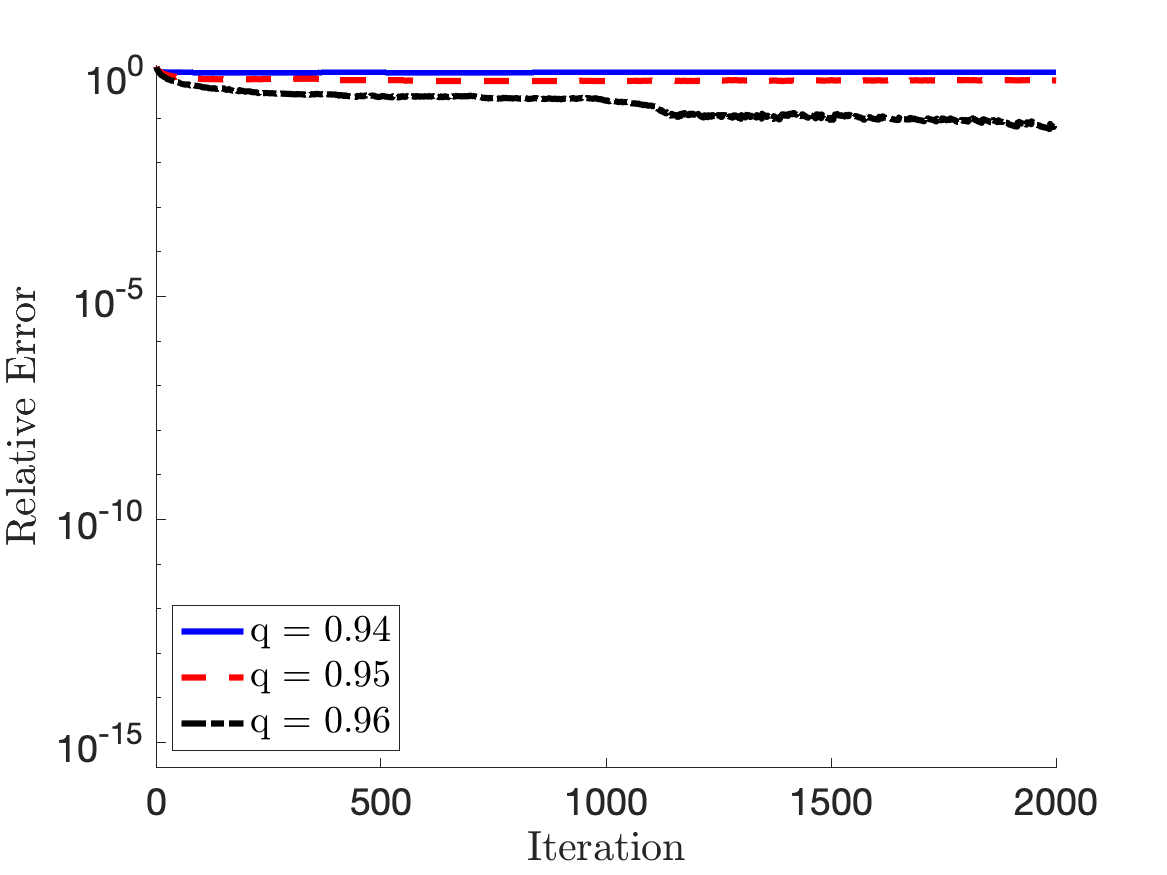 10^0
10^-5
10^-10
10^-15
Relative Error
q = 0.94
q = 0.95
q = 0.96
0 500 1000 1500 2000
Iteration